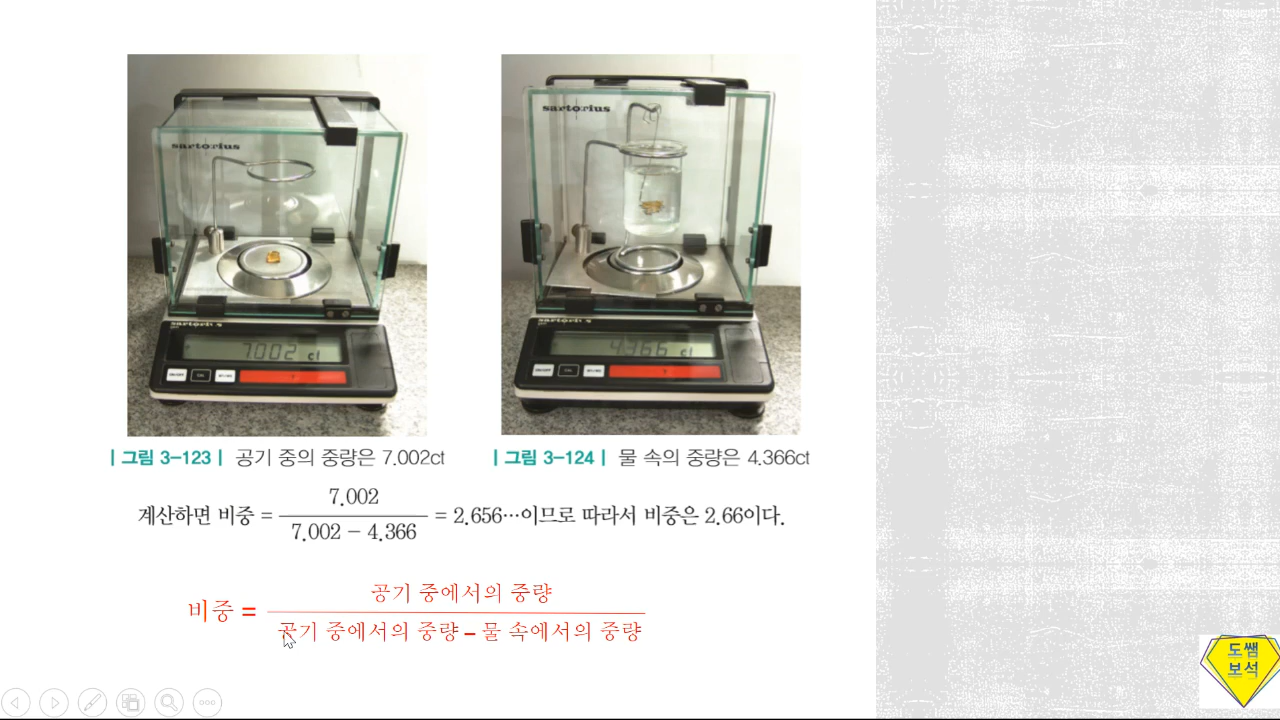 sartorius
sartorius
sartorius
7.002 ct
sartorius
4.366 ct
| 그림 3-123 | 공기 중의 중량은 7.002ct
| 그림 3-124 | 물 속의 중량은 4.366ct
7.002
계산하면 비중 = ─── = 2.656…이므로 따라서 비중은 2.66이다.
7.002 − 4.366
공기 중에서의 중량
비중 =
공기 중에서의 중량 – 물 속에서의 중량
도쌤
보석